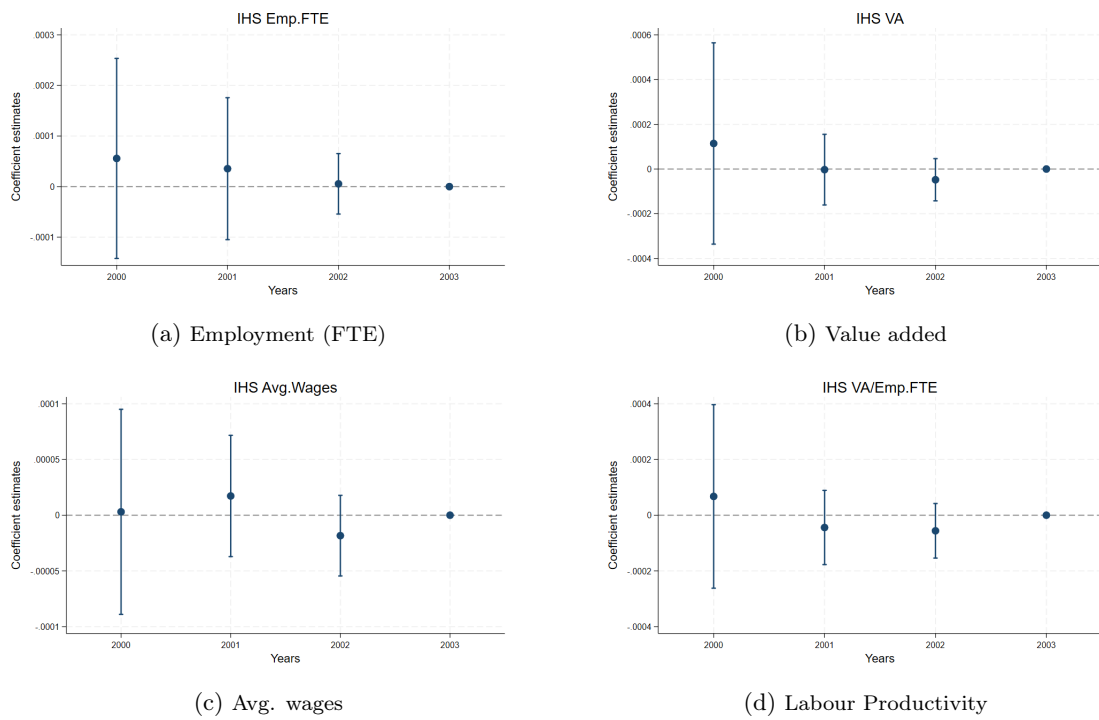 IHS Emp.FTE
Coefficient estimates
.0003
.0002
.0001
0
-.0001
2000 2001 2002 2003
Years
(a) Employment (FTE)
IHS VA
Coefficient estimates
.0006
.0004
.0002
0
-.0002
-.0004
2000 2001 2002 2003
Years
(b) Value added
IHS Avg.Wages
Coefficient estimates
.0001
.00005
0
-.00005
-.0001
2000 2001 2002 2003
Years
(c) Avg. wages
IHS VA/Emp.FTE
Coefficient estimates
.0004
.0002
0
-.0002
-.0004
2000 2001 2002 2003
Years
(d) Labour Productivity